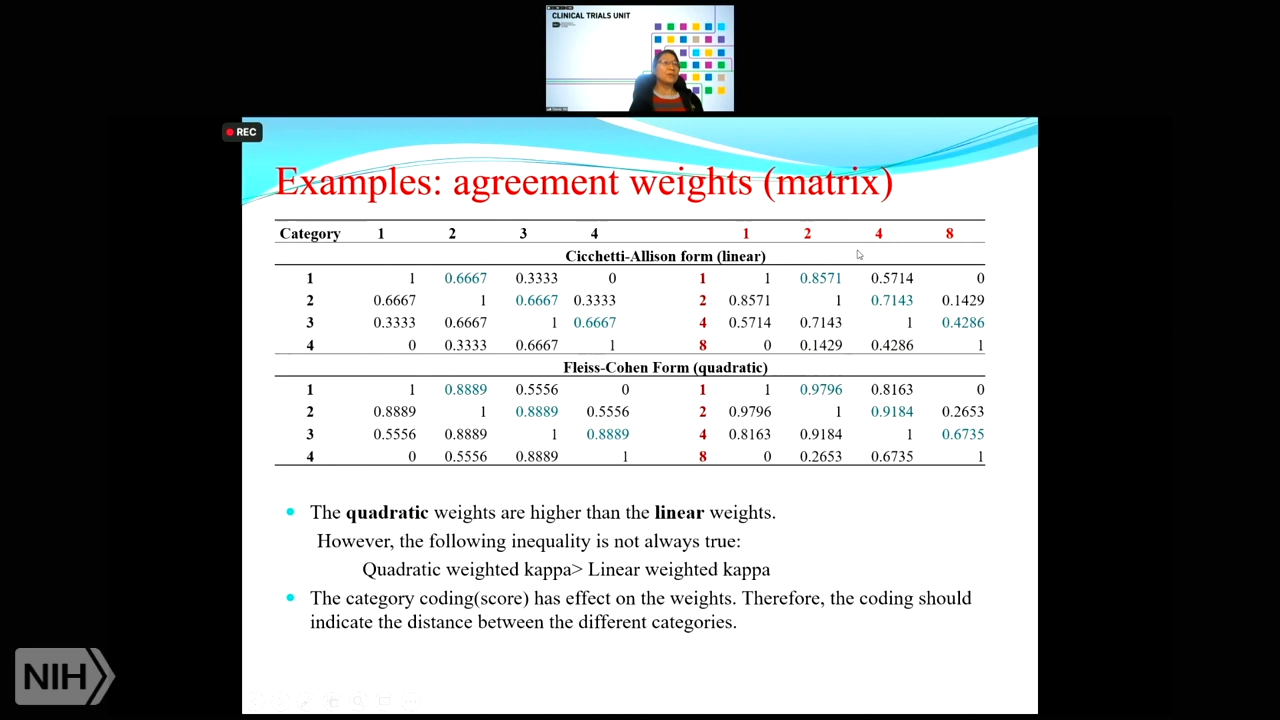 CLINICAL TRIALS UNIT
REC
Examples: agreement weights (matrix)
Category 1 2 3 4 1 2 4 8
Cicchetti-Allison form (linear)
1 1 0.6667 0.3333 0 1 1 0.8571 0.5714 0
2 0.6667 1 0.6667 0.3333 2 0.8571 1 0.7143 0.1429
3 0.3333 0.6667 1 0.6667 4 0.5714 0.7143 1 0.4286
4 0 0.3333 0.6667 1 8 0 0.1429 0.4286 1
Fleiss-Cohen Form (quadratic)
1 1 0.8889 0.5556 0 1 1 0.9796 0.8163 0
2 0.8889 1 0.8889 0.5556 2 0.9796 1 0.9184 0.2653
3 0.5556 0.8889 1 0.8889 4 0.8163 0.9184 1 0.6735
4 0 0.5556 0.8889 1 8 0 0.2653 0.6735 1
• The quadratic weights are higher than the linear weights.
However, the following inequality is not always true:
Quadratic weighted kappa> Linear weighted kappa
• The category coding(score) has effect on the weights. Therefore, the coding should
indicate the distance between the different categories.
NIH